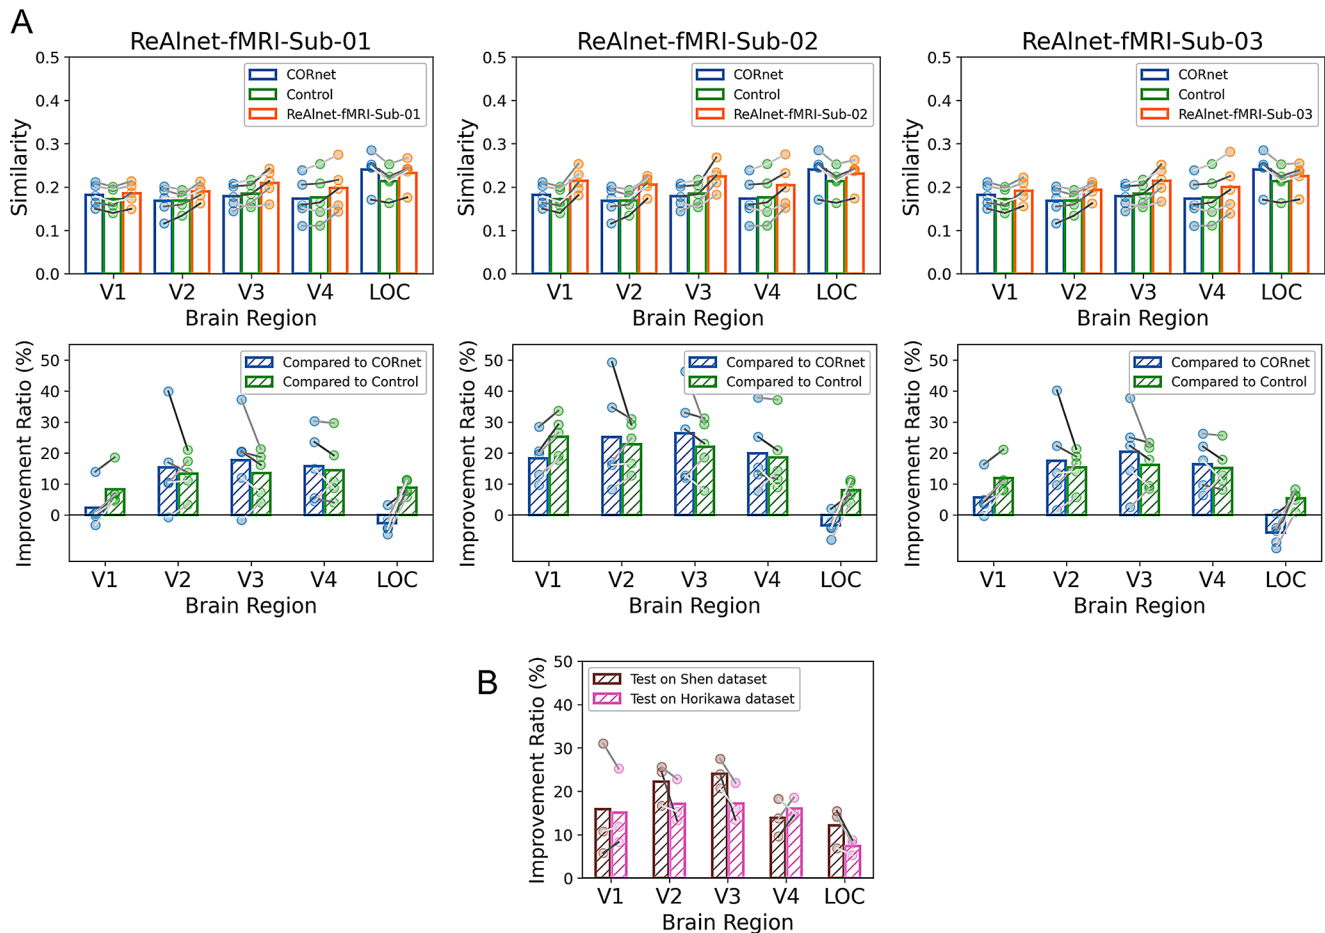 A
ReAlnet-fMRI-Sub-01
ReAlnet-fMRI-Sub-02
ReAlnet-fMRI-Sub-03
Similarity
0.5
0.4
0.3
0.2
0.1
0.0
CORnet
Control
ReAlnet-fMRI-Sub-01
V1 V2 V3 V4 LOC
Brain Region
Similarity
0.5
0.4
0.3
0.2
0.1
0.0
CORnet
Control
ReAlnet-fMRI-Sub-02
V1 V2 V3 V4 LOC
Brain Region
Similarity
0.5
0.4
0.3
0.2
0.1
0.0
CORnet
Control
ReAlnet-fMRI-Sub-03
V1 V2 V3 V4 LOC
Brain Region
Improvement Ratio (%)
50
40
30
20
10
0
Compared to CORnet
Compared to Control
V1 V2 V3 V4 LOC
Brain Region
Improvement Ratio (%)
50
40
30
20
10
0
Compared to CORnet
Compared to Control
V1 V2 V3 V4 LOC
Brain Region
Improvement Ratio (%)
50
40
30
20
10
0
Compared to CORnet
Compared to Control
V1 V2 V3 V4 LOC
Brain Region
B
Improvement Ratio (%)
50
40
30
20
10
0
Test on Shen dataset
Test on Horikawa dataset
V1 V2 V3 V4 LOC
Brain Region